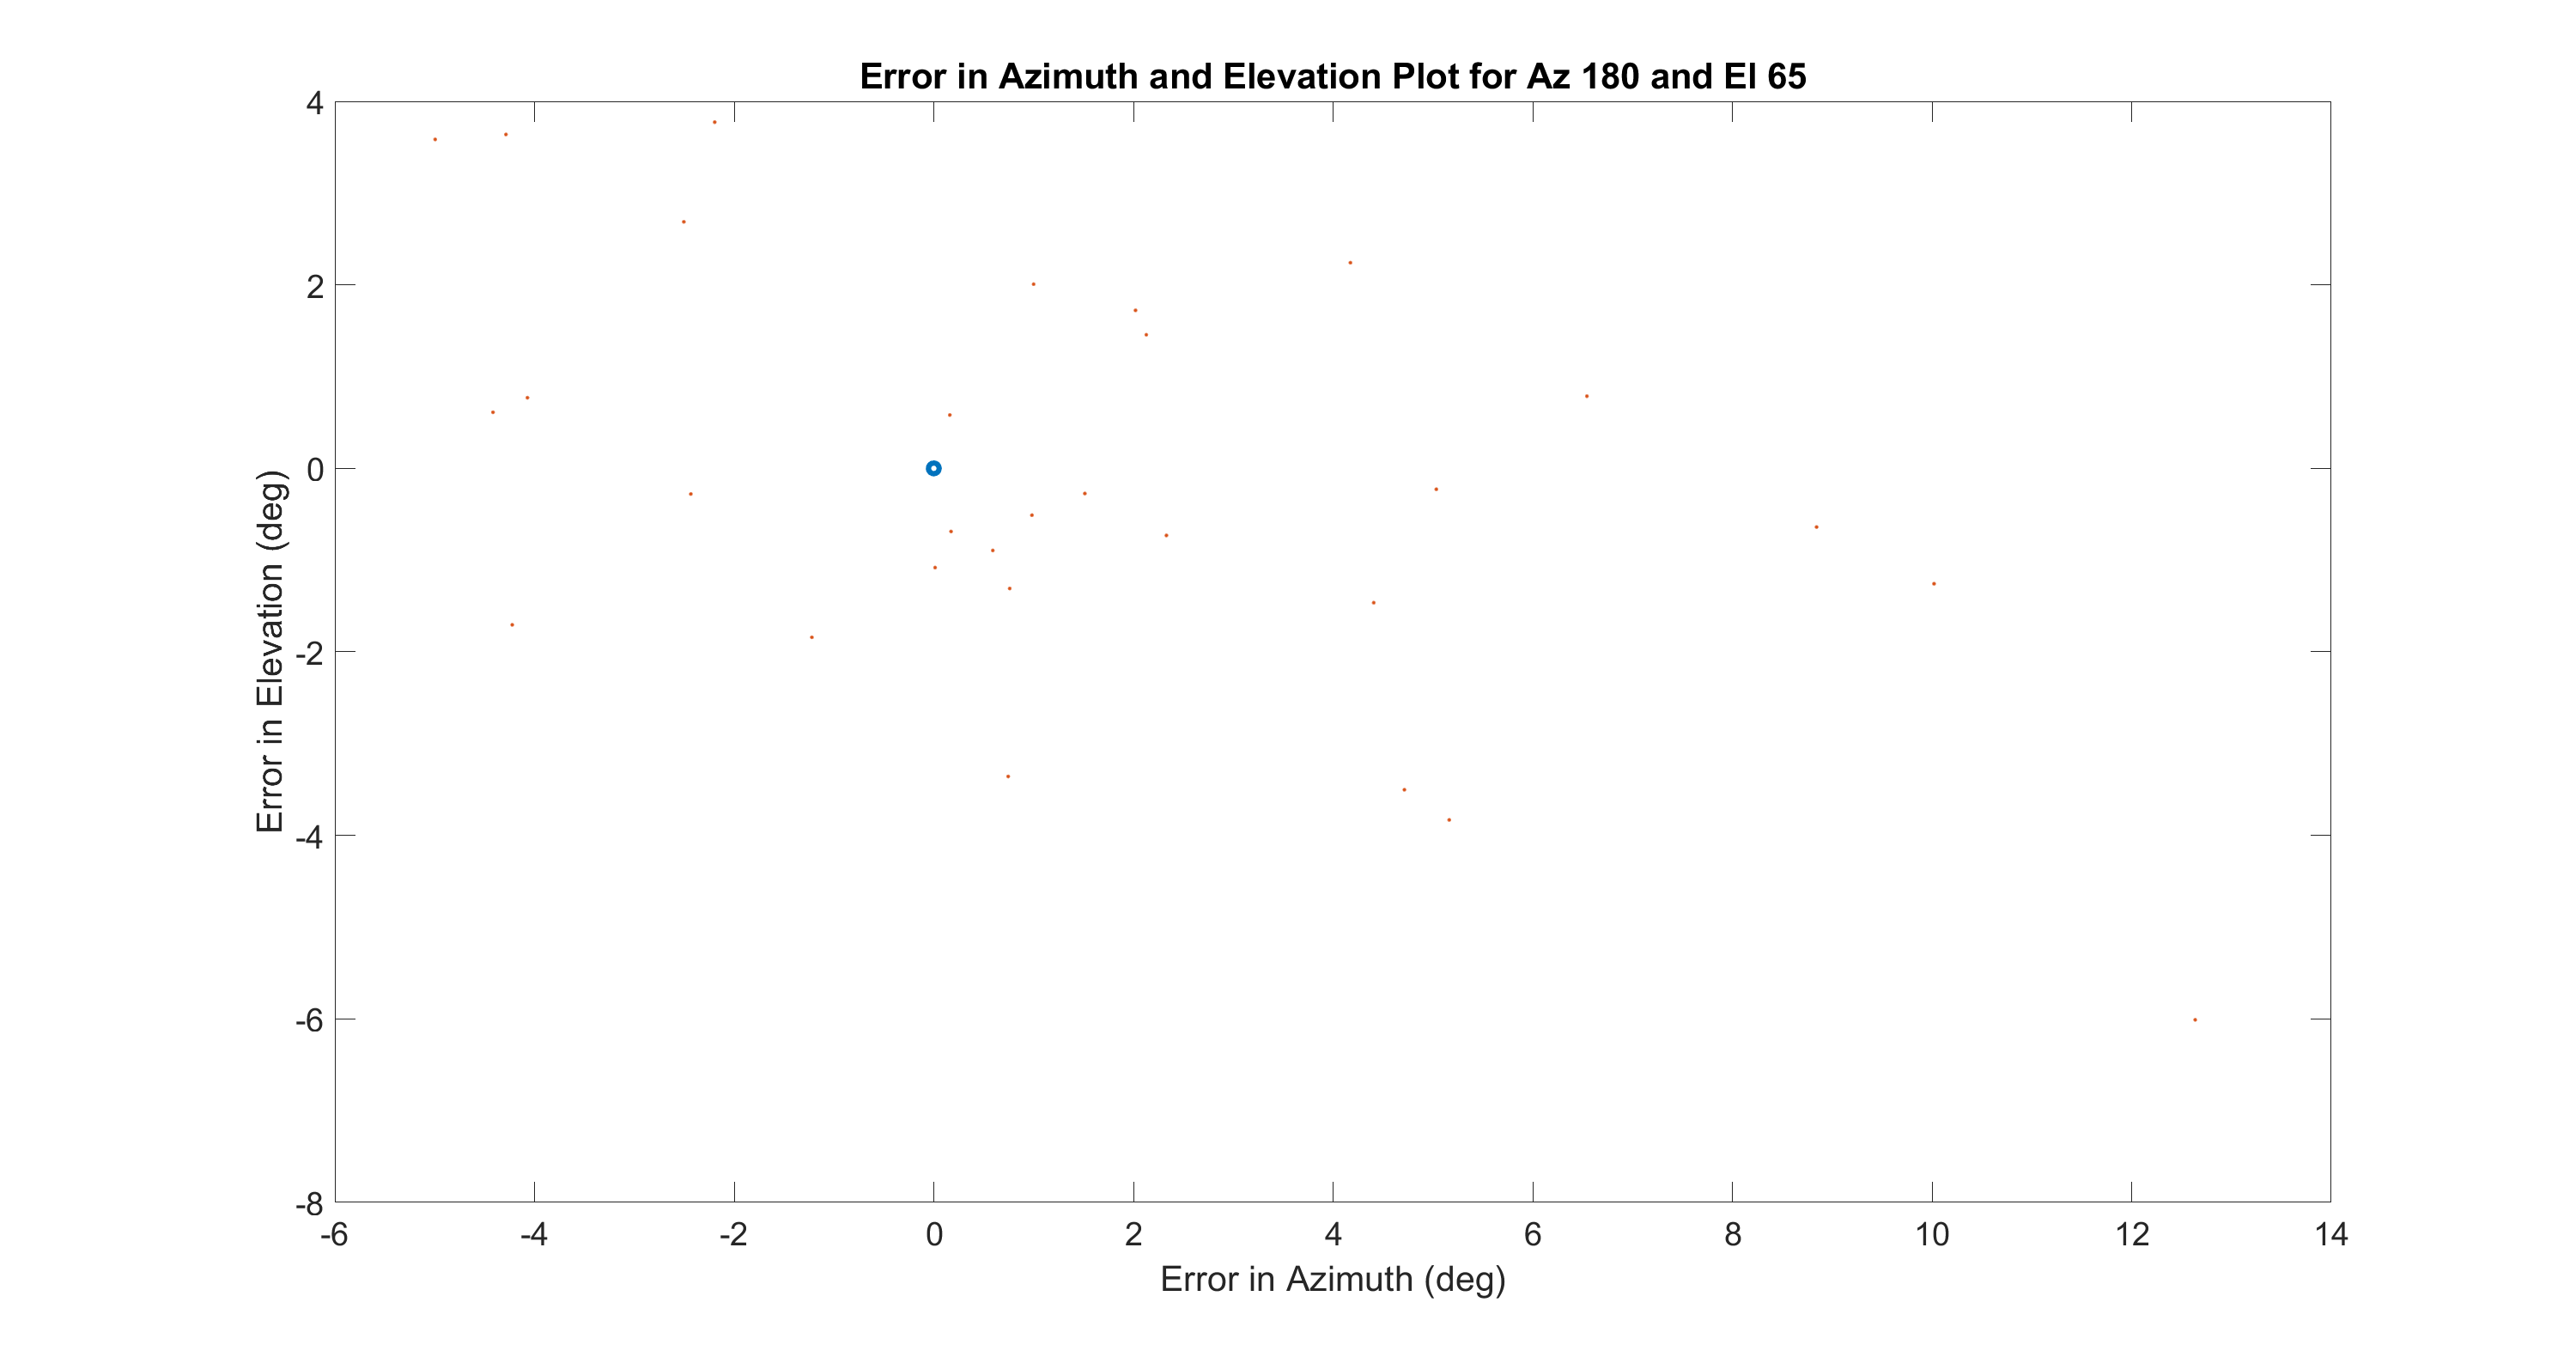 Error in Azimuth and Elevation Plot for Az 180 and El 65
4
2
0
-2
-4
-6
-8
Error in Elevation (deg)
-6 -4 -2 0 2 4 6 8 10 12 14
Error in Azimuth (deg)